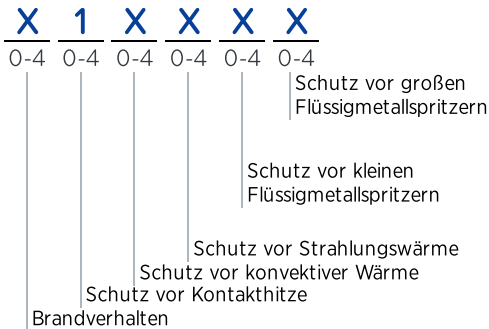 X 1 X X X X
0-4 0-4 0-4 0-4 0-4 0-4
Schutz vor großen
Flüssigmetallspritzern
Schutz vor kleinen
Flüssigmetallspritzern
Schutz vor Strahlungswärme
Schutz vor konvektiver Wärme
Schutz vor Kontakthitze
Brandverhalten